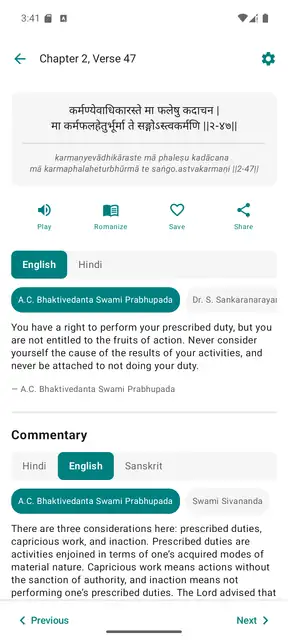 3:41
Chapter 2, Verse 47
कर्मण्येवाधिकारस्ते मा फलेषु कदाचन |
मा कर्मफलहेतुर्भूर्मा ते सङ्गोऽस्त्वकर्मणि ||२-४७||
karmaṇyevādhikāraste mā phaleṣu kadācana
mā karmaphalaheturbhūrmā te saṅgo.astvakarmaṇi ||2-47||
Play Romanize Save Share
English Hindi
A.C. Bhaktivedanta Swami Prabhupada Dr. S. Sankaranarayan
You have a right to perform your prescribed duty, but you
are not entitled to the fruits of action. Never consider
yourself the cause of the results of your activities, and
never be attached to not doing your duty.
— A.C. Bhaktivedanta Swami Prabhupada
Commentary
Hindi English Sanskrit
A.C. Bhaktivedanta Swami Prabhupada Swami Sivananda
There are three considerations here: prescribed duties,
capricious work, and inaction. Prescribed duties are
activities enjoined in terms of one's acquired modes of
material nature. Capricious work means actions without
the sanction of authority, and inaction means not
performing one's prescribed duties. The Lord advised that
Previous Next